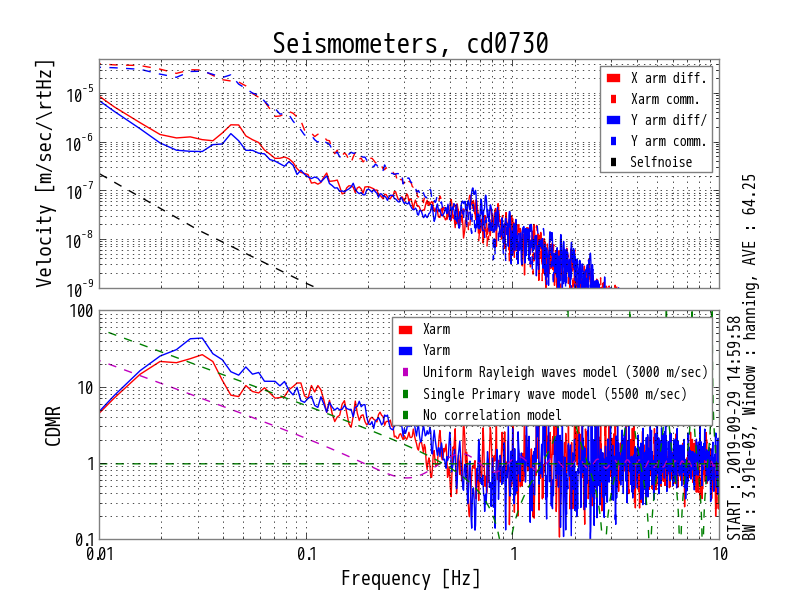 Seismometers, cd0730
Velocity [m/sec/\rtHz]
10^-5
10^-6
10^-7
10^-8
10^-9
X arm diff.
Xarm comm.
Y arm diff/
Y arm comm.
Selfnoise
CDMR
100
10
1
0.1
Xarm
Yarm
Uniform Rayleigh waves model (3000 m/sec)
Single Primary wave model (5500 m/sec)
No correlation model
0.01
0.1
1
10
Frequency [Hz]
START : 2019-09-29 14:59:58
BW : 3.91e-03, Window : hanning, AVE : 64.25